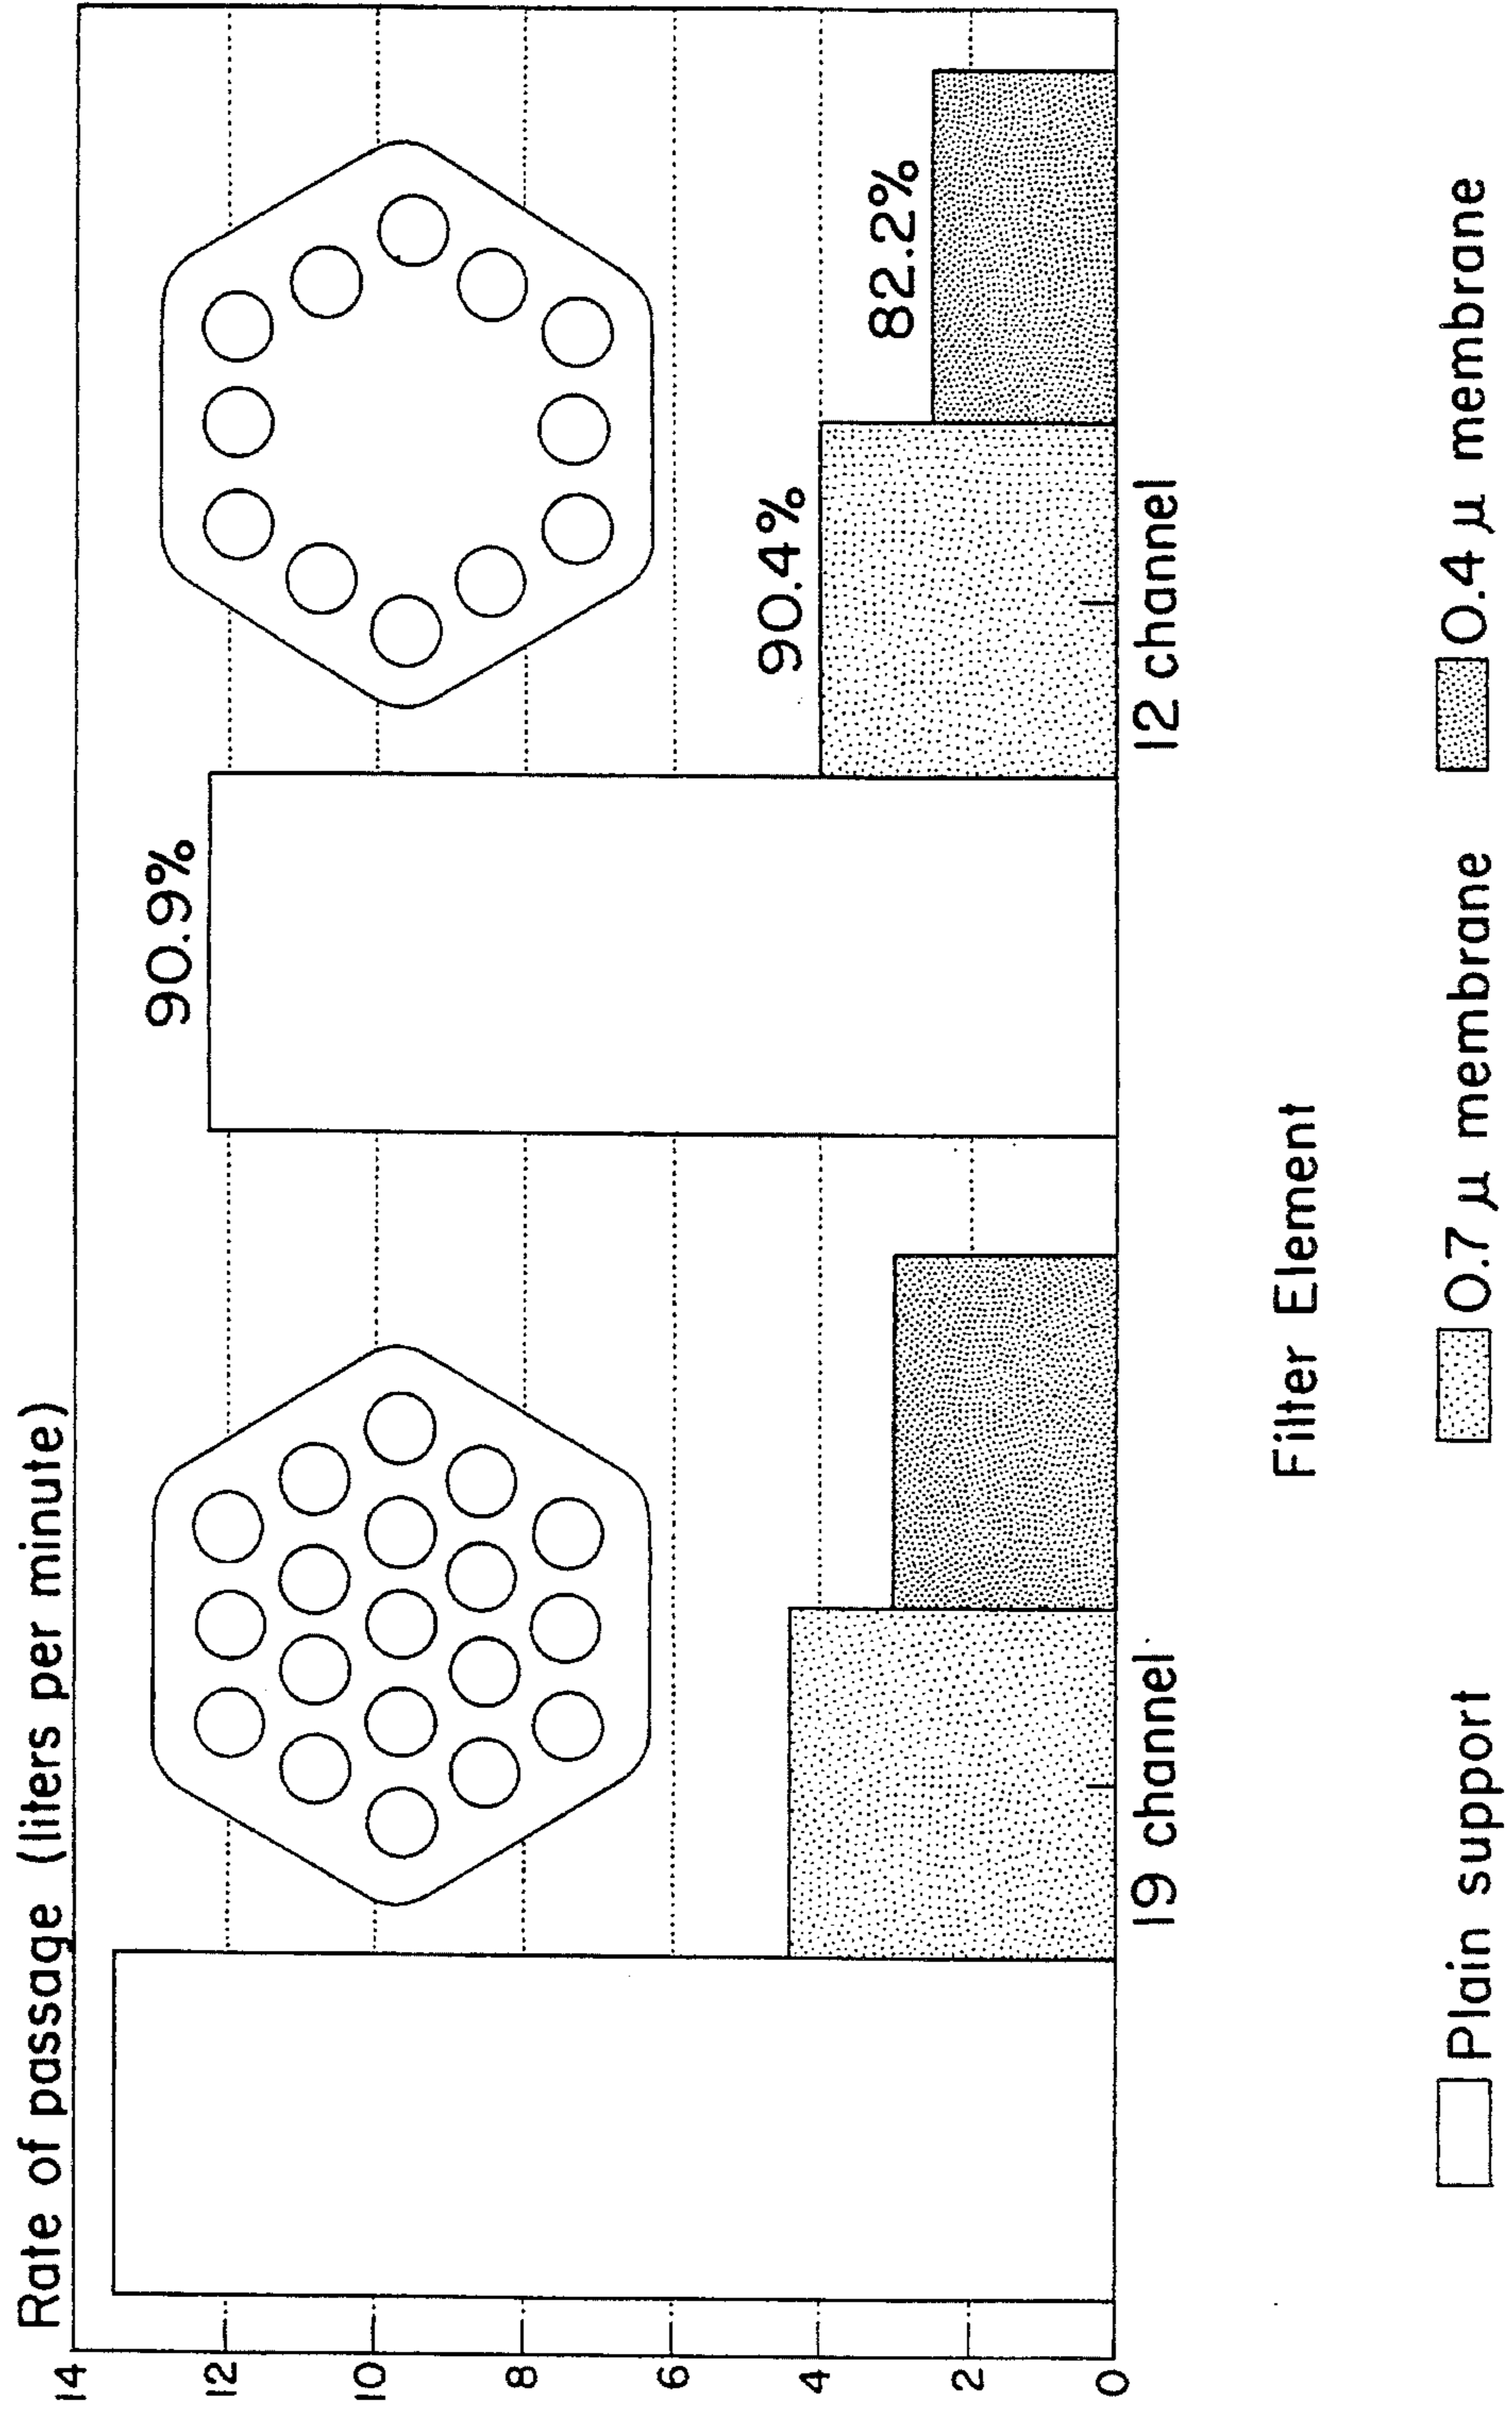 Rate of passage (liters per minute)
14
12
10
8
6
4
2
0
90.9%
90.4%
82.2%
19 channel
12 channel
Filter Element
Plain support
0.7 μ membrane
0.4 μ membrane